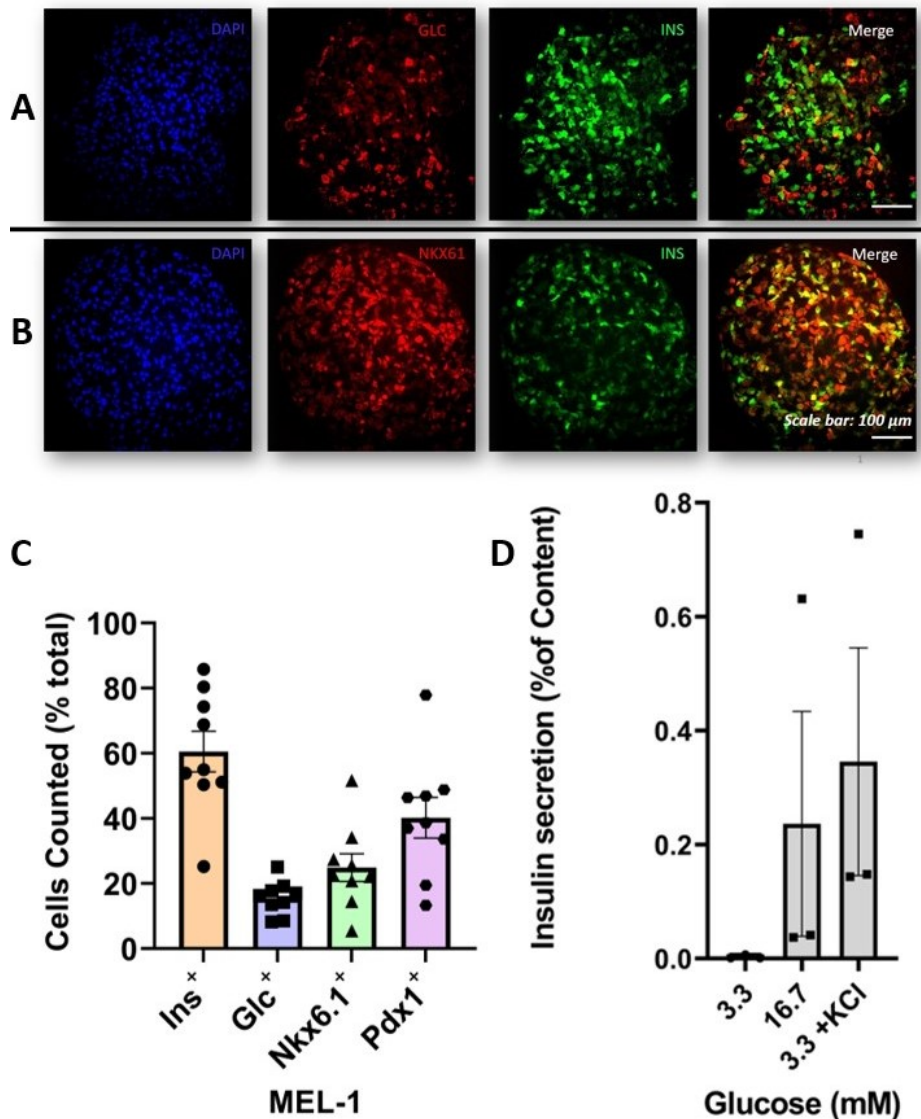 A
DAPI
GLC
INS
Merge
B
DAPI
NKX61
INS
Merge
Scale bar: 100 µm
1
C
Cells Counted (% total)
100
80
60
40
20
0
Ins+
Glc+
Nkx6.1+
Pdx1+
MEL-1
D
Insulin secretion (%of Content)
0.8
0.6
0.4
0.2
0.0
3.3
16.7
3.3 +KCl
Glucose (mM)